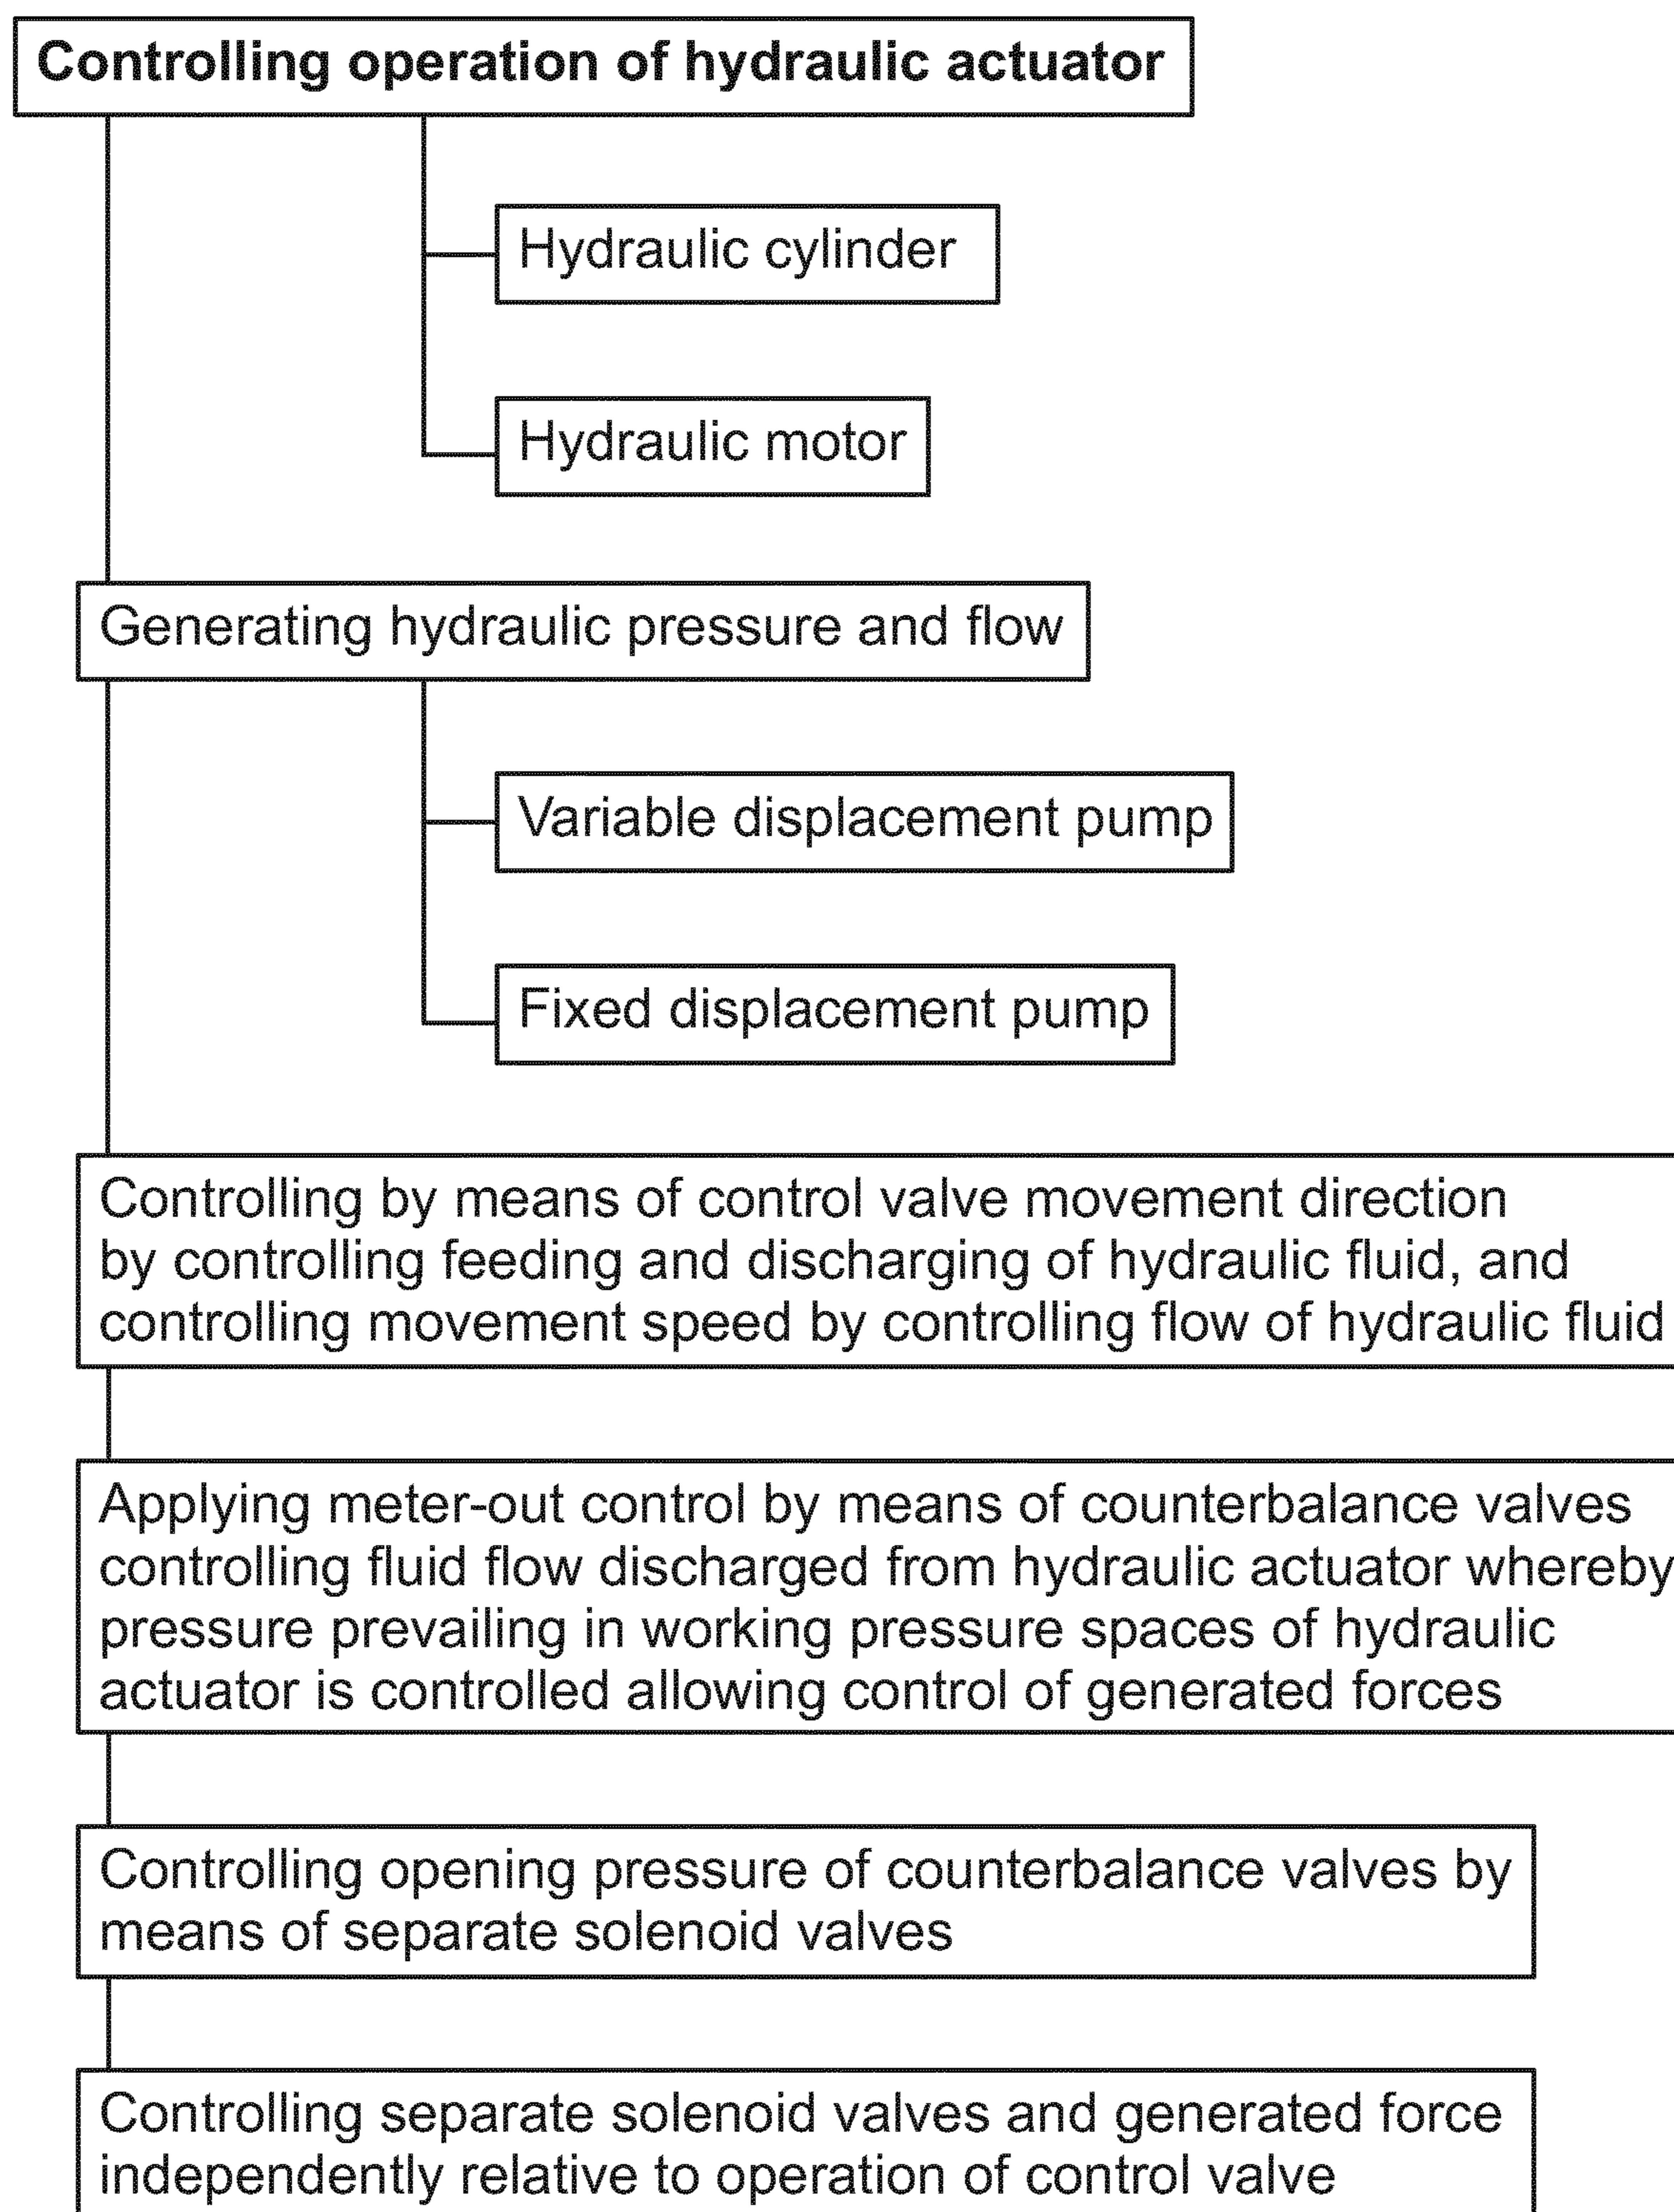 Controlling operation of hydraulic actuator
Hydraulic cylinder
Hydraulic motor
Generating hydraulic pressure and flow
Variable displacement pump
Fixed displacement pump
Controlling by means of control valve movement direction
by controlling feeding and discharging of hydraulic fluid, and
controlling movement speed by controlling flow of hydraulic fluid
Applying meter-out control by means of counterbalance valves
controlling fluid flow discharged from hydraulic actuator whereby
pressure prevailing in working pressure spaces of hydraulic
actuator is controlled allowing control of generated forces
Controlling opening pressure of counterbalance valves by
means of separate solenoid valves
Controlling separate solenoid valves and generated force
independently relative to operation of control valve